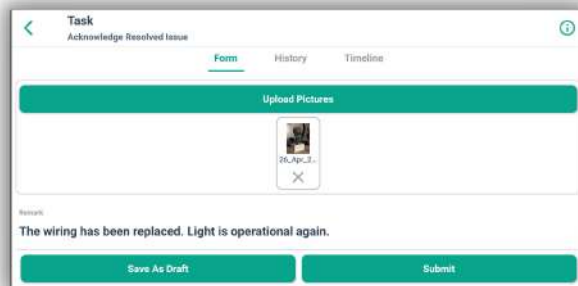 Task
Acknowledge Resolved Issue
Form History Timeline
Upload Pictures
26_Apr_2...
Remark
The wiring has been replaced. Light is operational again.
Save As Draft Submit